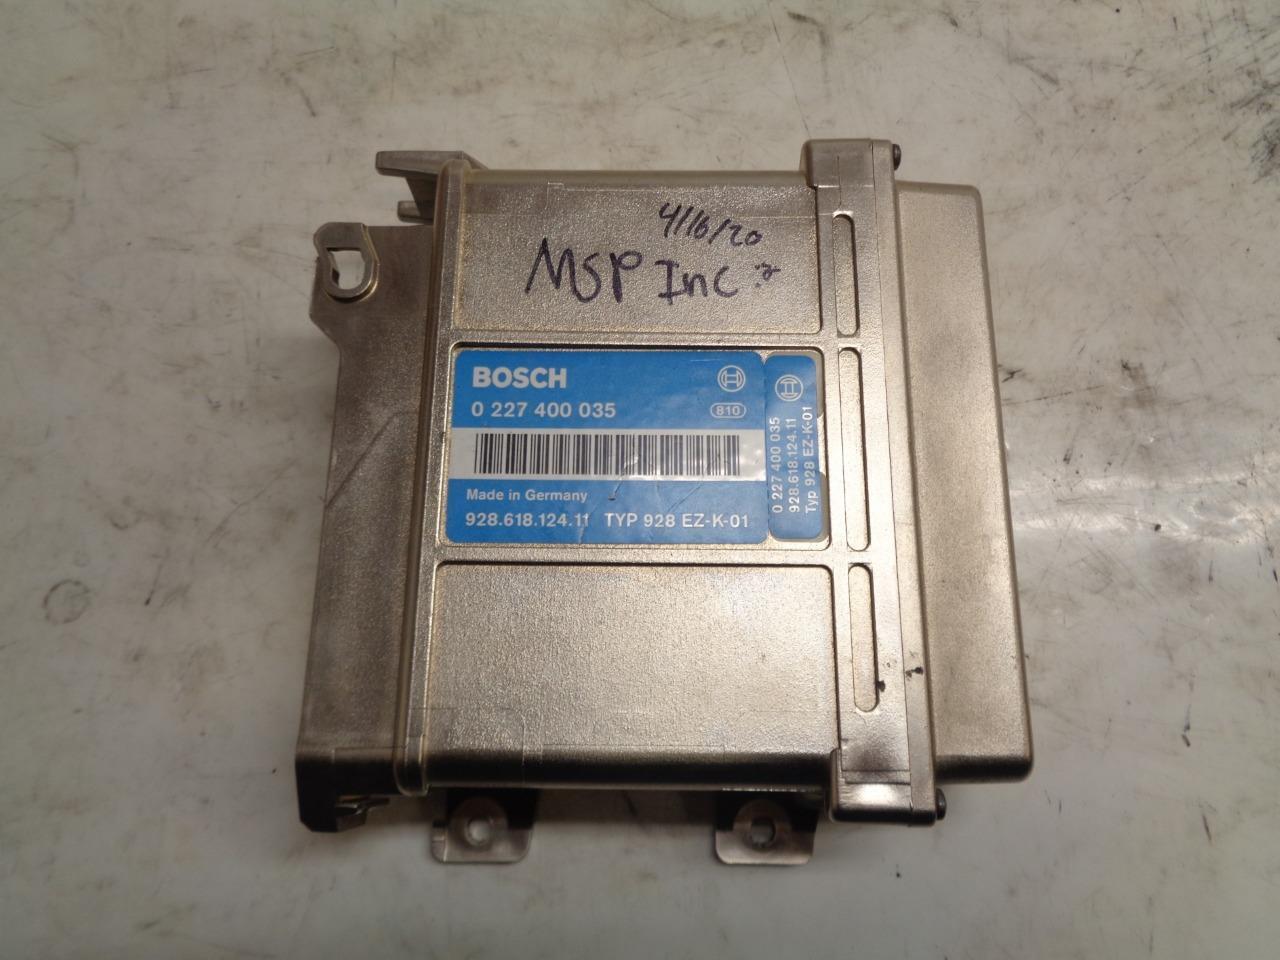 4/16/20
MSP Inc
BOSCH
0 227 400 035
810
Made in Germany
928.618.124.11 TYP 928 EZ-K-01
0 227 400 035
928.618.124.11
Typ 928 EZ-K-01